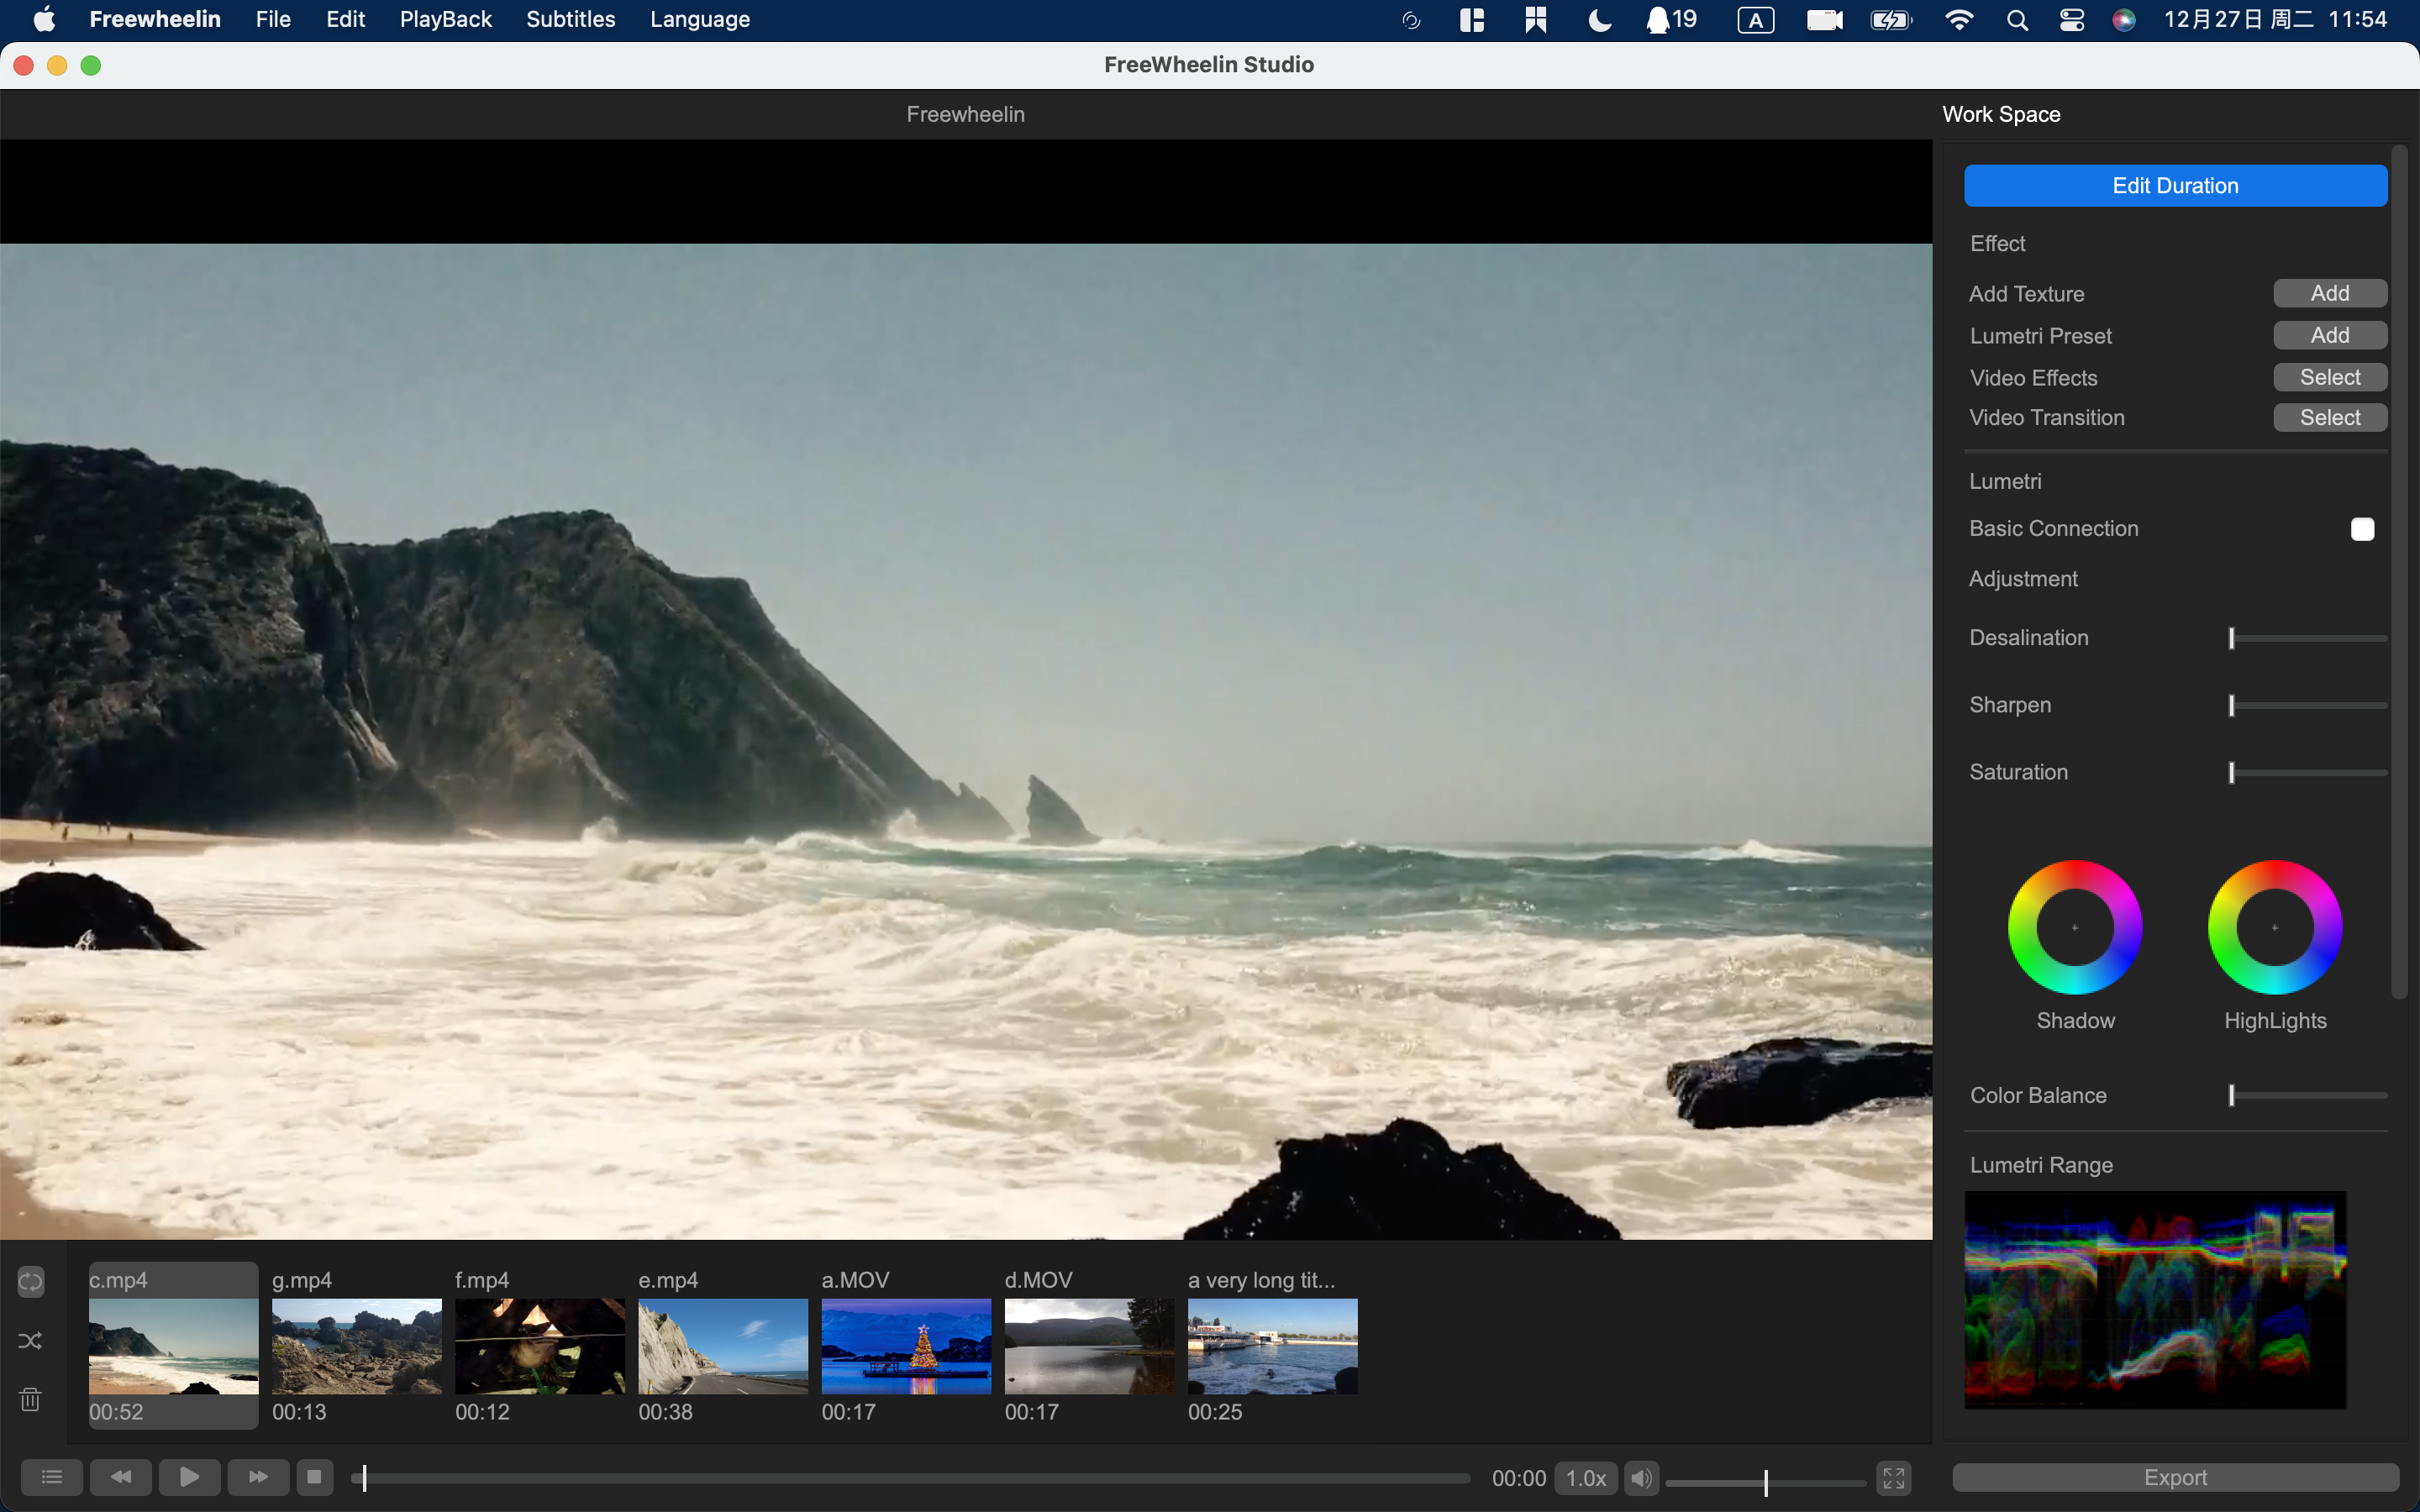 Freewheelin File Edit PlayBack Subtitles Language 19 A 12月27日 周二 11:54
FreeWheelin Studio
Freewheelin
Work Space
Edit Duration
Effect
Add Texture Add
Lumetri Preset Add
Video Effects Select
Video Transition Select
Lumetri
Basic Connection
Adjustment
Desalination
Sharpen
Saturation
Shadow HighLights
Color Balance
Lumetri Range
c.mp4 g.mp4 f.mp4 e.mp4 a.MOV d.MOV a very long tit...
00:52 00:13 00:12 00:38 00:17 00:17 00:25
00:00 1.0x
Export